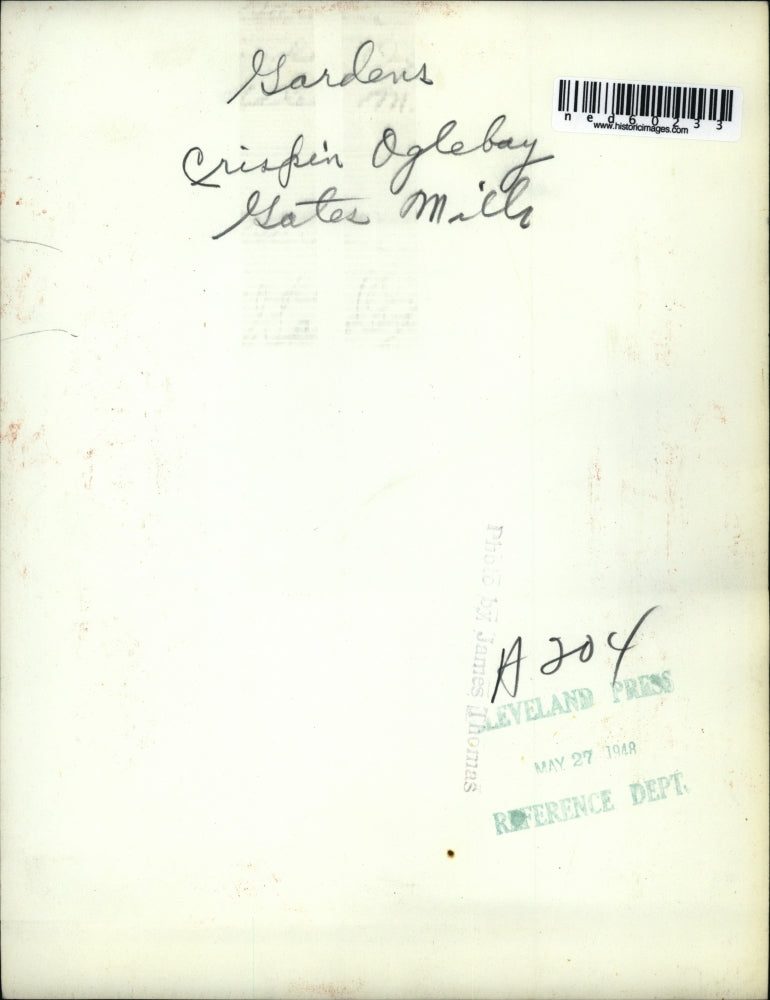 Gardens
Crispin Oglebay
Gates Mills
ned60233
www.historicimages.com
Photo by James Thomas
A204
CLEVELAND PRESS
MAY 27 1948
REFERENCE DEPT.